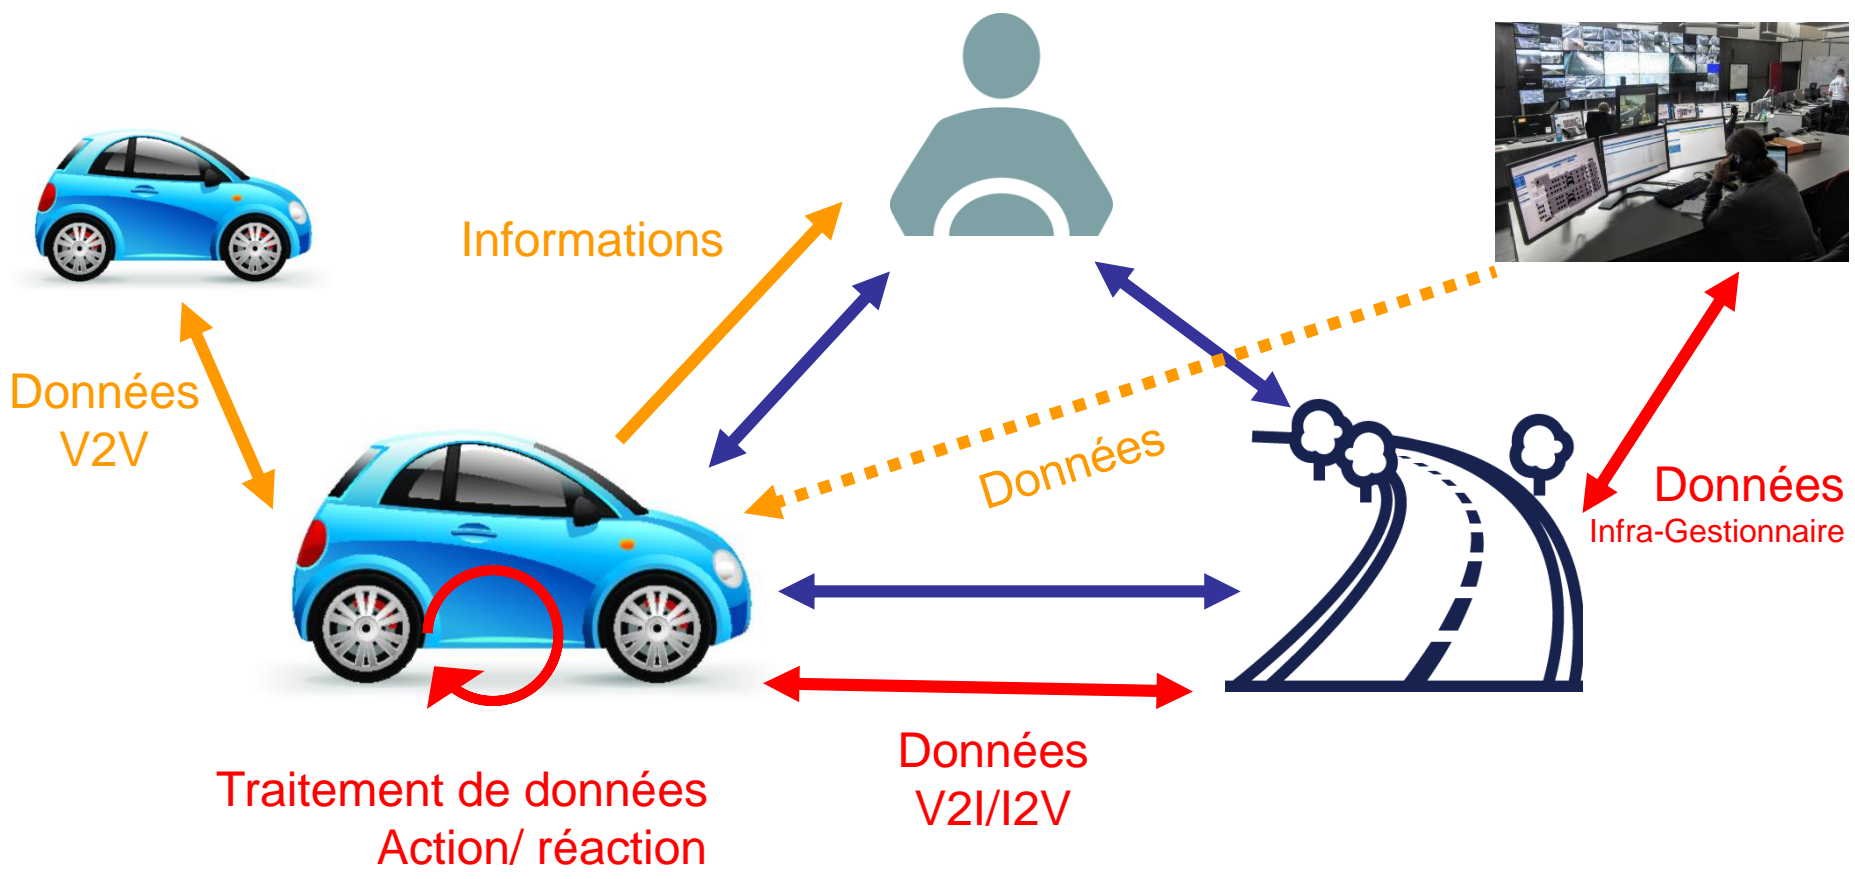 Informations
Données
V2V
Données
Données
Infra-Gestionnaire
Données
V2I/I2V
Traitement de données
Action/ réaction